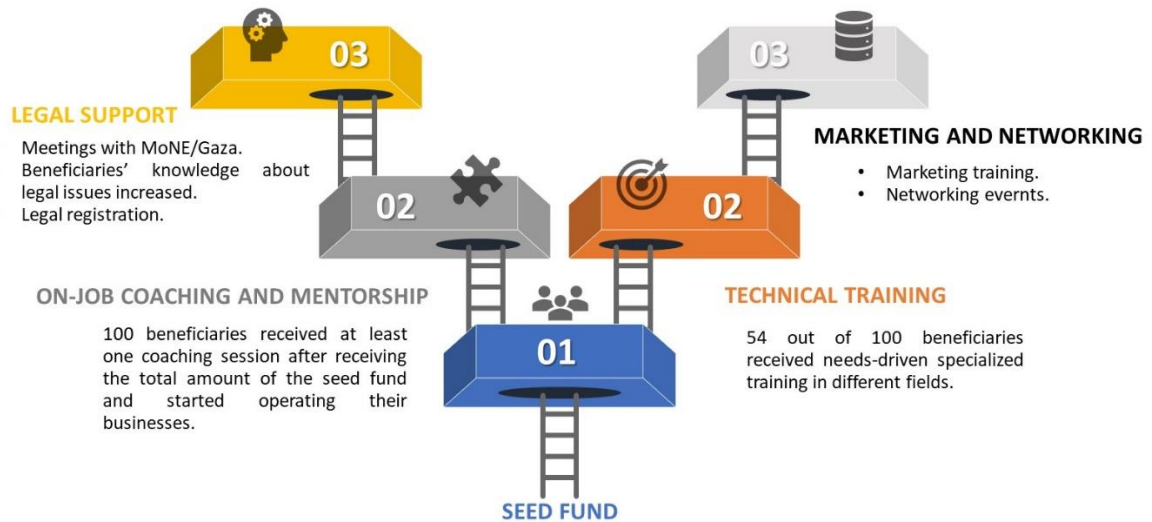 03
LEGAL SUPPORT
Meetings with MoNE/Gaza.
Beneficiaries' knowledge about
legal issues increased.
Legal registration.
03
MARKETING AND NETWORKING
• Marketing training.
• Networking evernts.
02
ON-JOB COACHING AND MENTORSHIP
100 beneficiaries received at least
one coaching session after receiving
the total amount of the seed fund
and started operating their
businesses.
02
TECHNICAL TRAINING
54 out of 100 beneficiaries
received needs-driven specialized
training in different fields.
01
SEED FUND